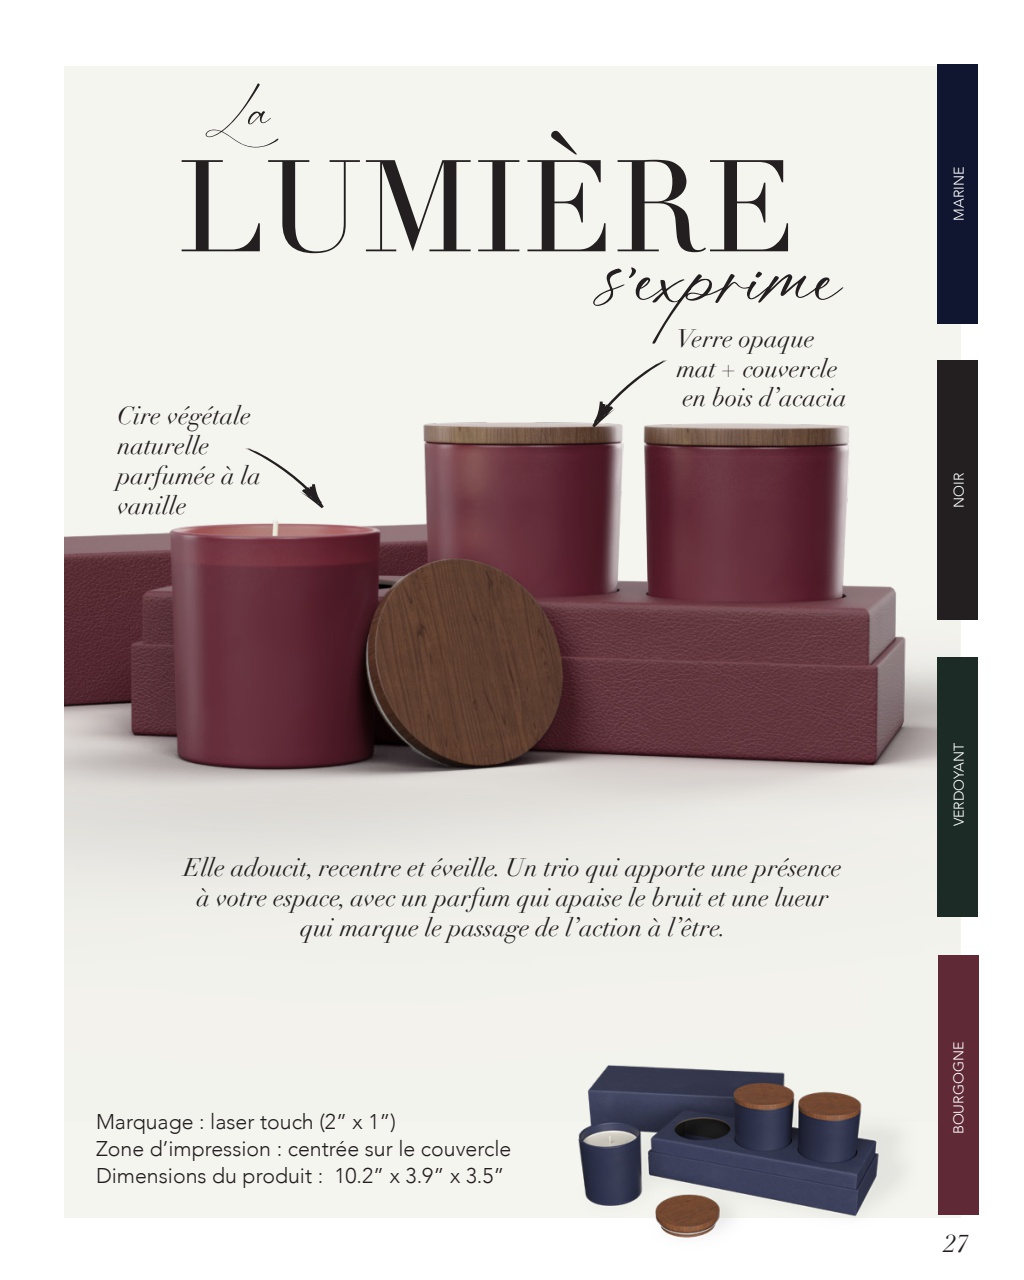 La
LUMIÈRE
s’exprime
Verre opaque
mat + couvercle
en bois d’acacia
Cire végétale
naturelle
parfumée à la
vanille
Elle adoucit, recentre et éveille. Un trio qui apporte une présence
à votre espace, avec un parfum qui apaise le bruit et une lueur
qui marque le passage de l’action à l’être.
Marquage : laser touch (2” x 1”)
Zone d’impression : centrée sur le couvercle
Dimensions du produit :  10.2” x 3.9” x 3.5”
MARINE
NOIR
VERDOYANT
BOURGOGNE
27